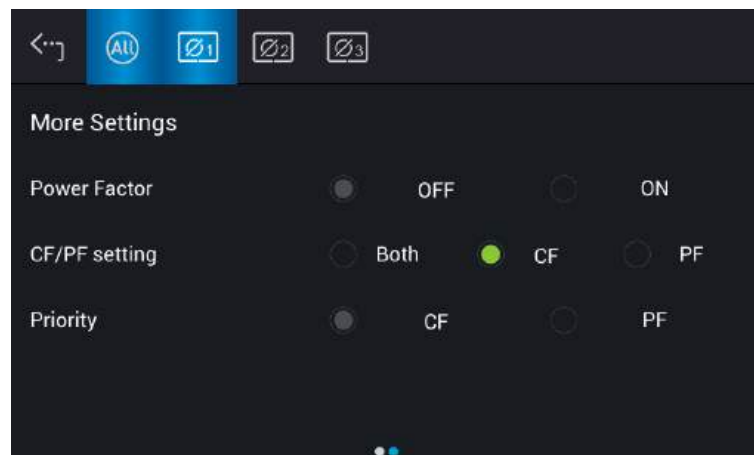 All Ø1 Ø2 Ø3
More Settings
Power Factor OFF ON
CF/PF setting Both CF PF
Priority CF PF